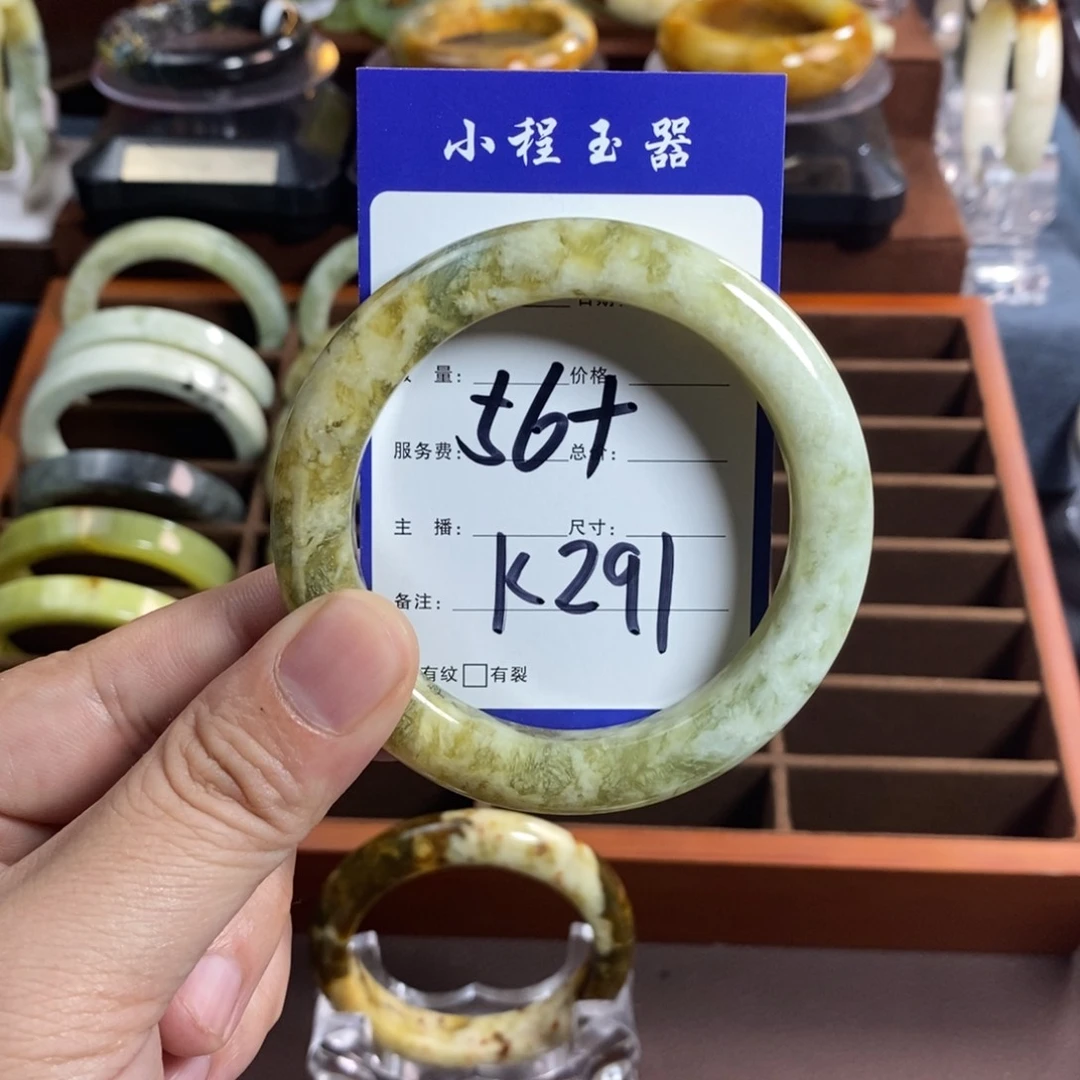 小程玉器
量： 价格
56+
服务费： 总
主 播： 尺寸：
K291
备注：
有纹□有裂